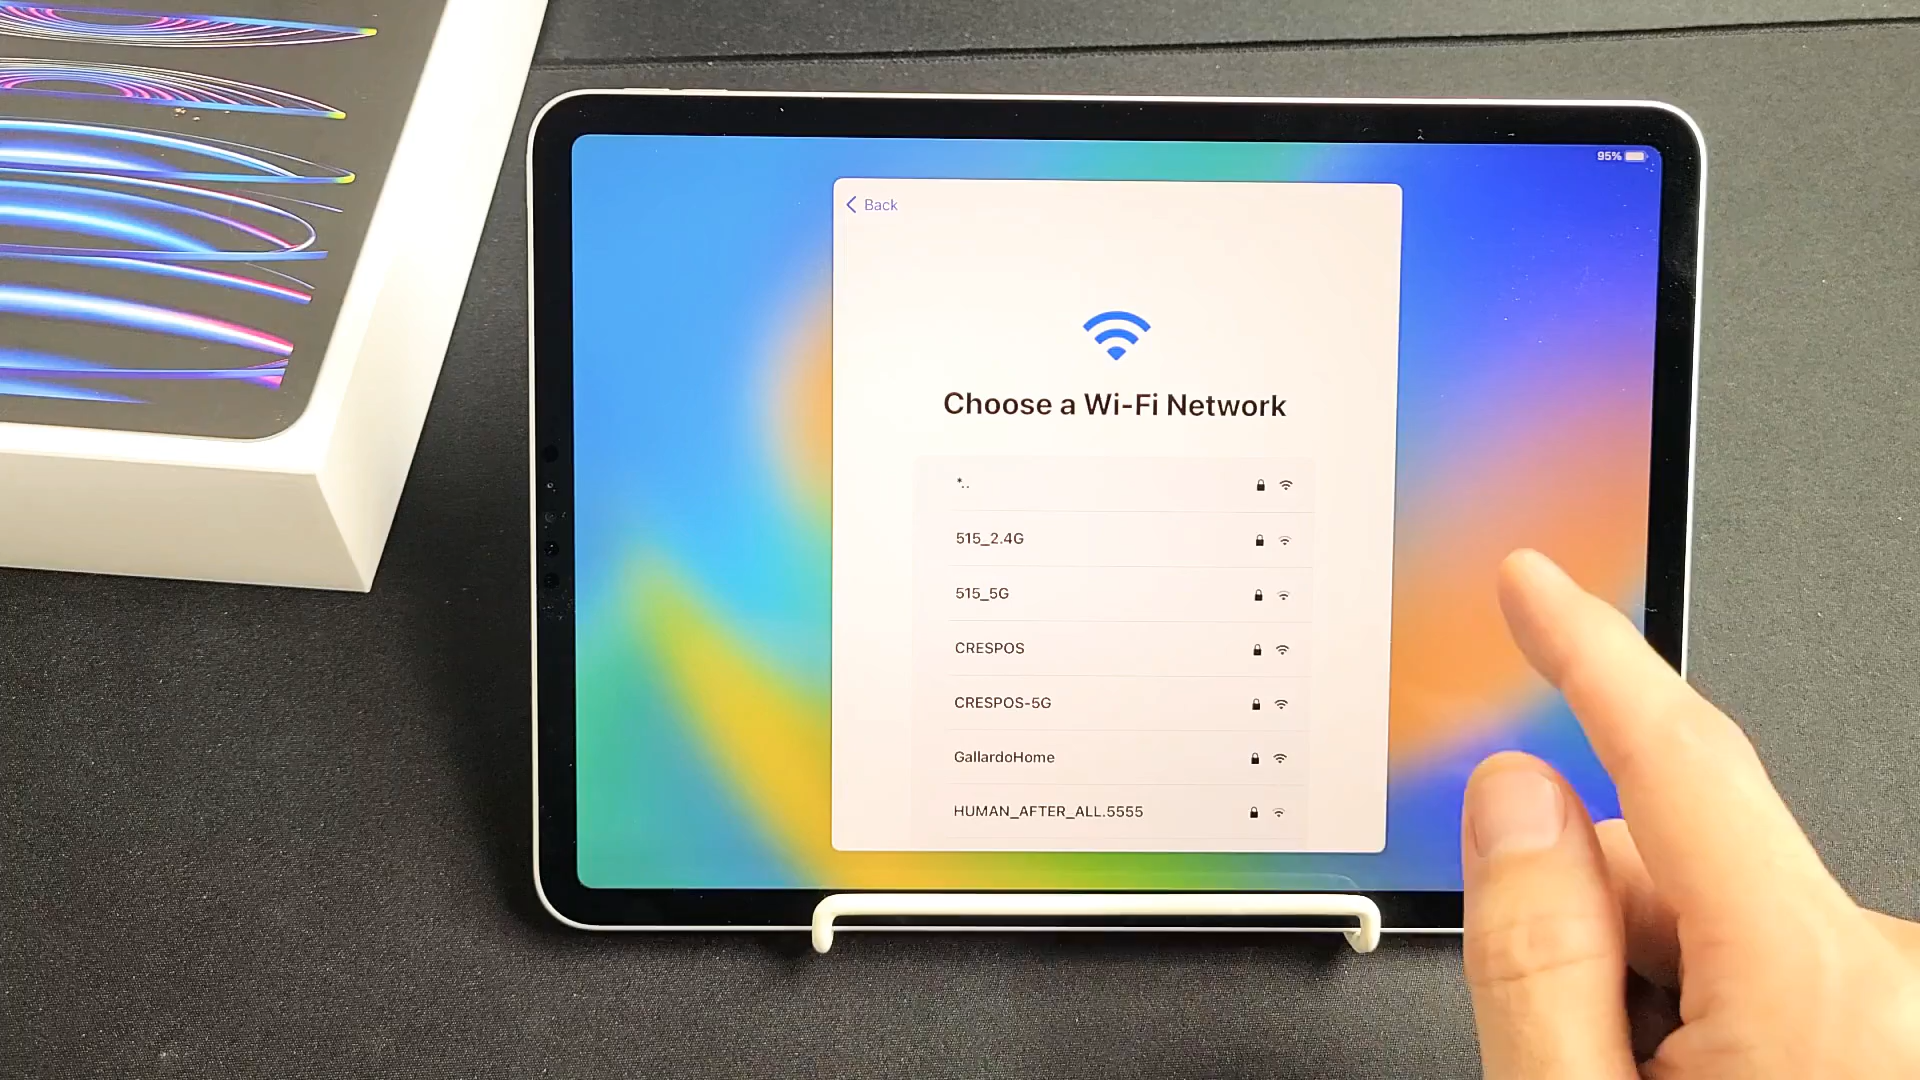 95%
Back
Choose a Wi-Fi Network
*..
515_2.4G
515_5G
CRESPOS
CRESPOS-5G
GallardoHome
HUMAN_AFTER_ALL.5555